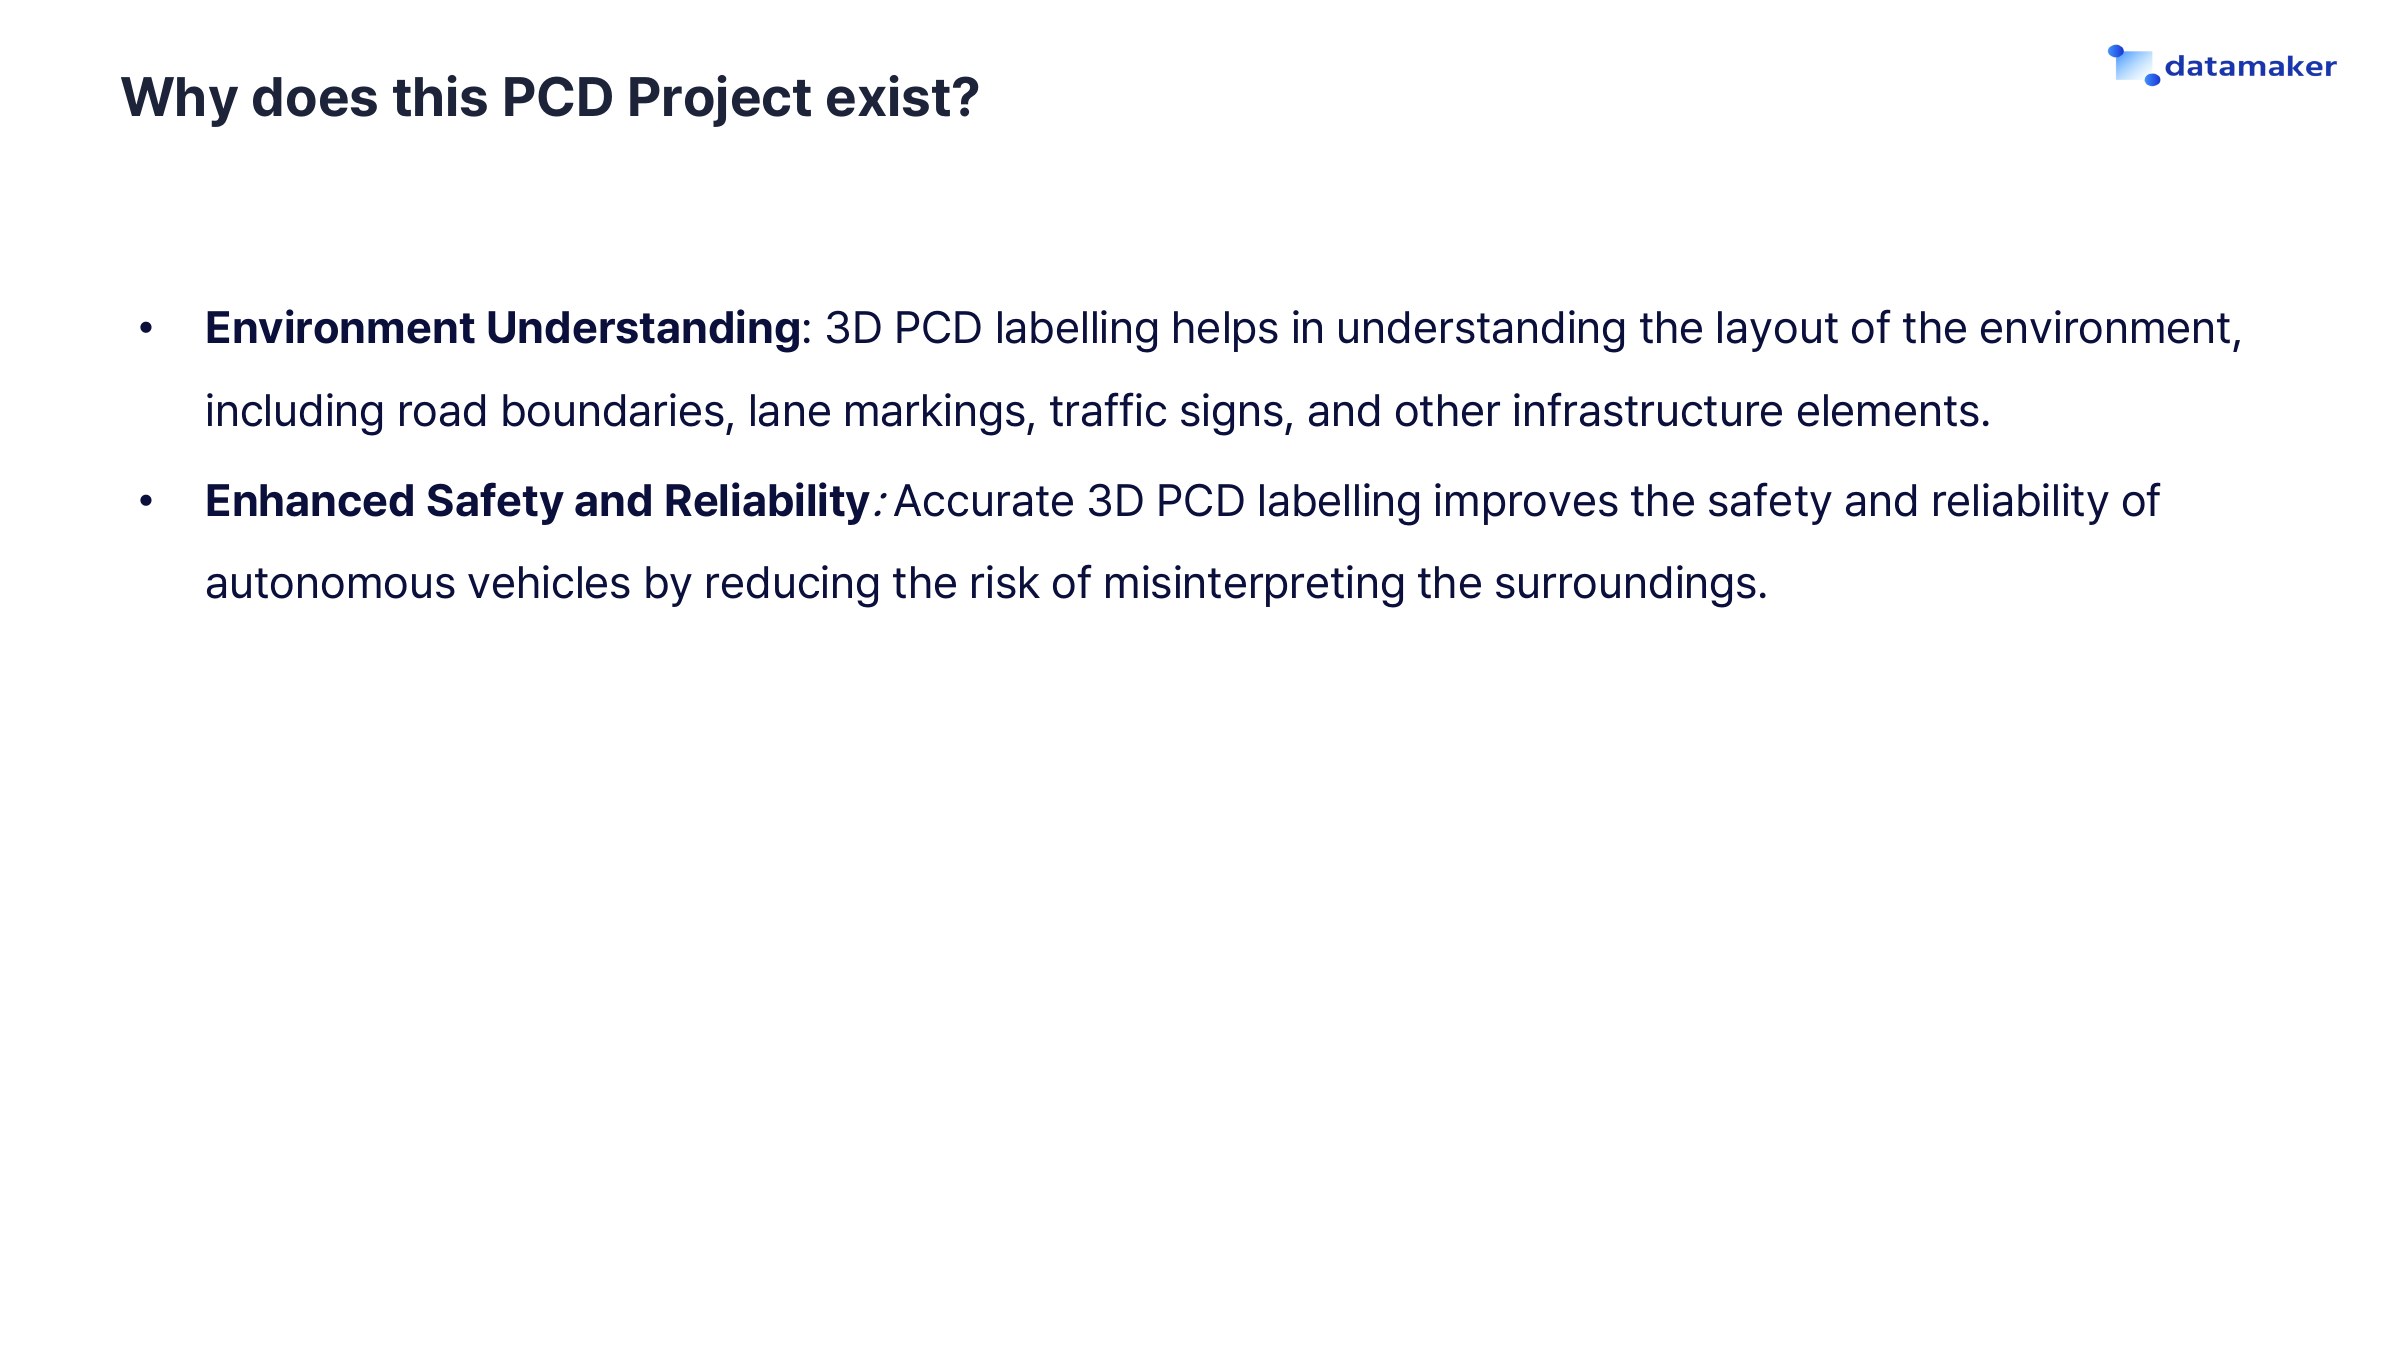 Why does this PCD Project exist?
datamaker
• Environment Understanding: 3D PCD labelling helps in understanding the layout of the environment,
including road boundaries, lane markings, traffic signs, and other infrastructure elements.
• Enhanced Safety and Reliability: Accurate 3D PCD labelling improves the safety and reliability of
autonomous vehicles by reducing the risk of misinterpreting the surroundings.